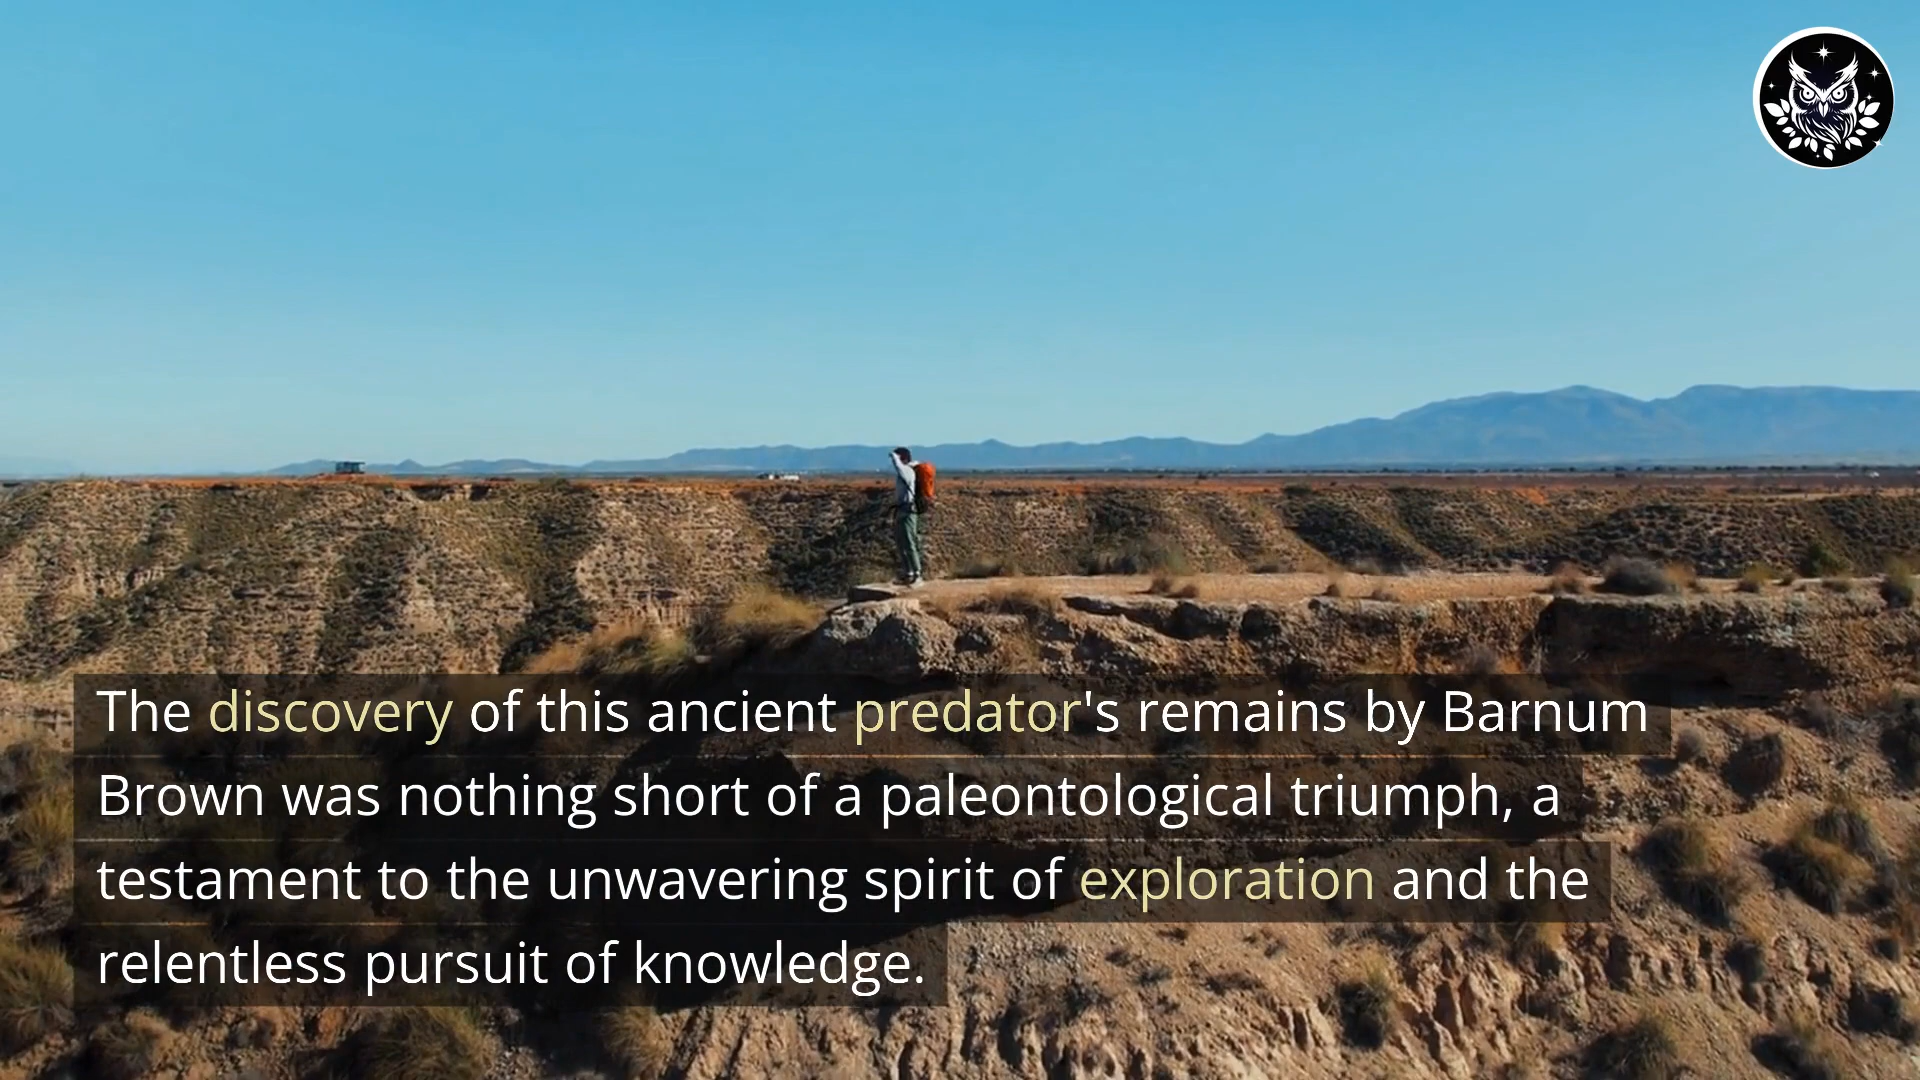 The discovery of this ancient predator's remains by Barnum
Brown was nothing short of a paleontological triumph, a
testament to the unwavering spirit of exploration and the
relentless pursuit of knowledge.